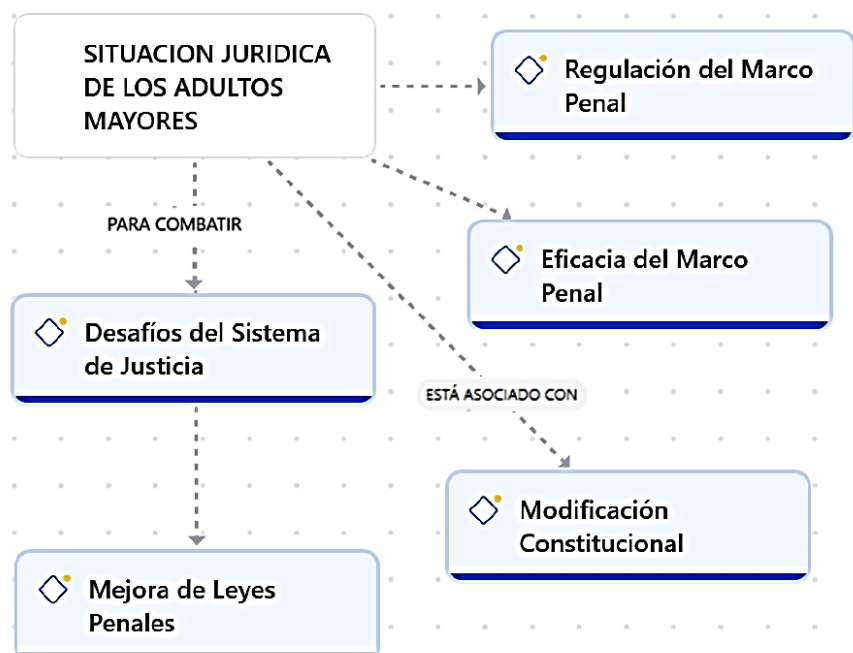 SITUACION JURIDICA
DE LOS ADULTOS
MAYORES
Regulación del Marco
Penal
PARA COMBATIR
Eficacia del Marco
Penal
Desafíos del Sistema
de Justicia
ESTÁ ASOCIADO CON
Modificación
Constitucional
Mejora de Leyes
Penales